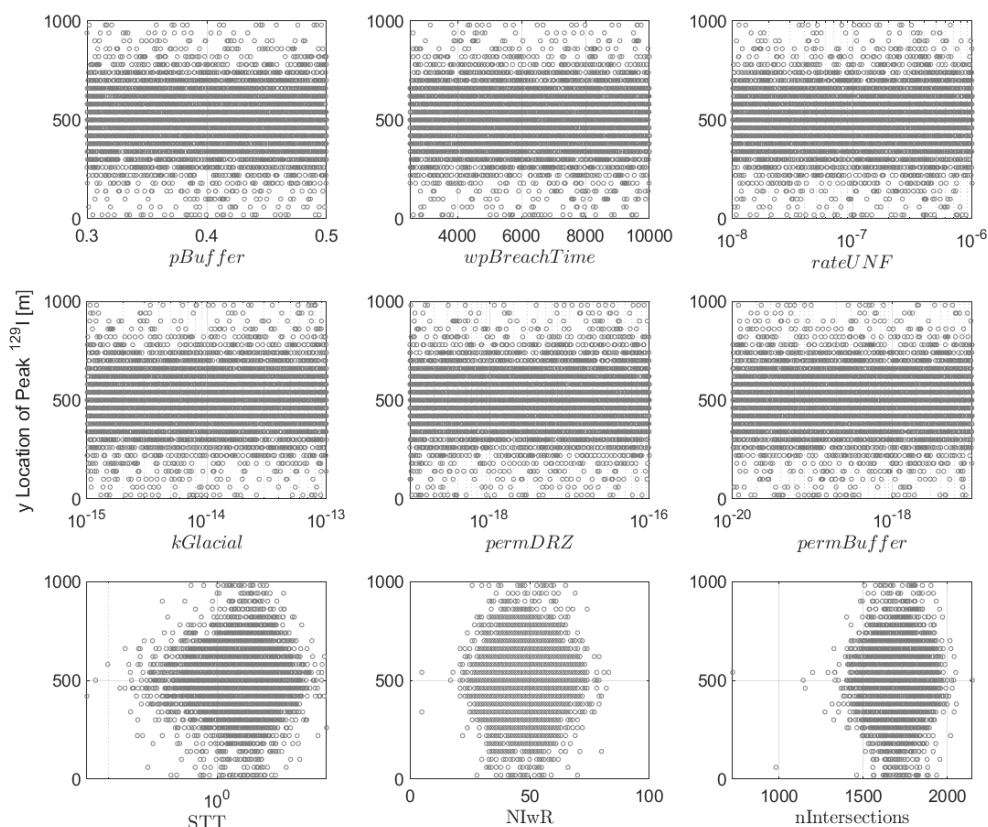 1000
500
0
0.3 0.4 0.5
pBuffer
1000
500
0
4000 6000 8000 10000
wpBreachTime
1000
500
0
10^-8 10^-7 10^-6
rateUNF
y Location of Peak ^129I [m]
1000
500
0
10^-15 10^-14 10^-13
kGlacial
1000
500
0
10^-18 10^-16
permDRZ
1000
500
0
10^-20 10^-18
permBuffer
1000
500
0
10^0
STT
1000
500
0
0 50 100
NIwR
1000
500
0
1000 1500 2000
nIntersections